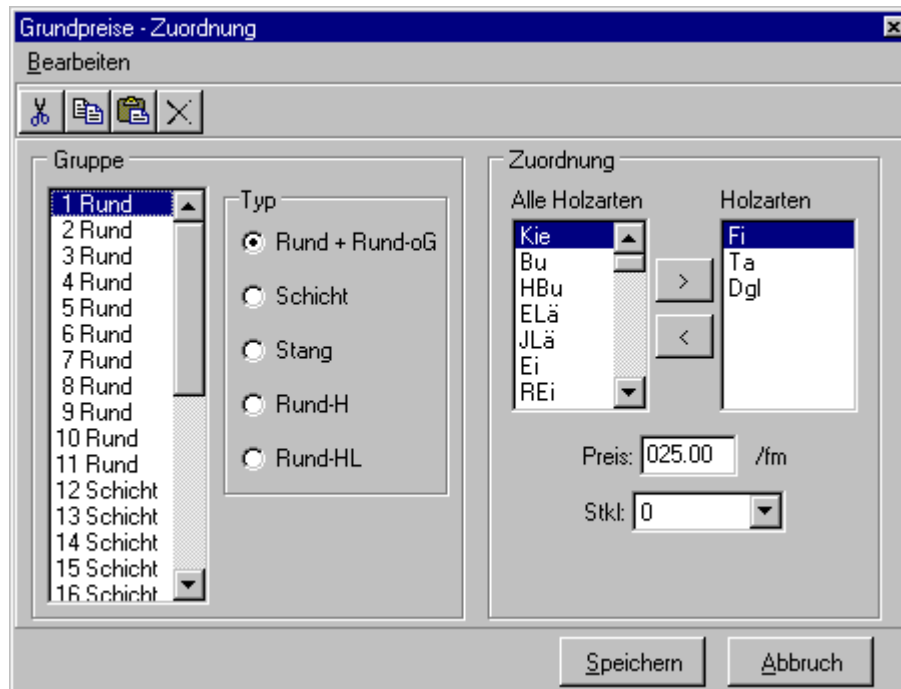 Grundpreise - Zuordnung
Bearbeiten
Gruppe
1 Rund
2 Rund
3 Rund
4 Rund
5 Rund
6 Rund
7 Rund
8 Rund
9 Rund
10 Rund
11 Rund
12 Schicht
13 Schicht
14 Schicht
15 Schicht
16 Schicht
Typ
Rund + Rund-oG
Schicht
Stang
Rund-H
Rund-HL
Zuordnung
Alle Holzarten
Kie
Bu
HBu
ELä
JLä
Ei
REi
>
<
Holzarten
Fi
Ta
Dgl
Preis: 025.00 /fm
Stkl: 0
Speichern
Abbruch